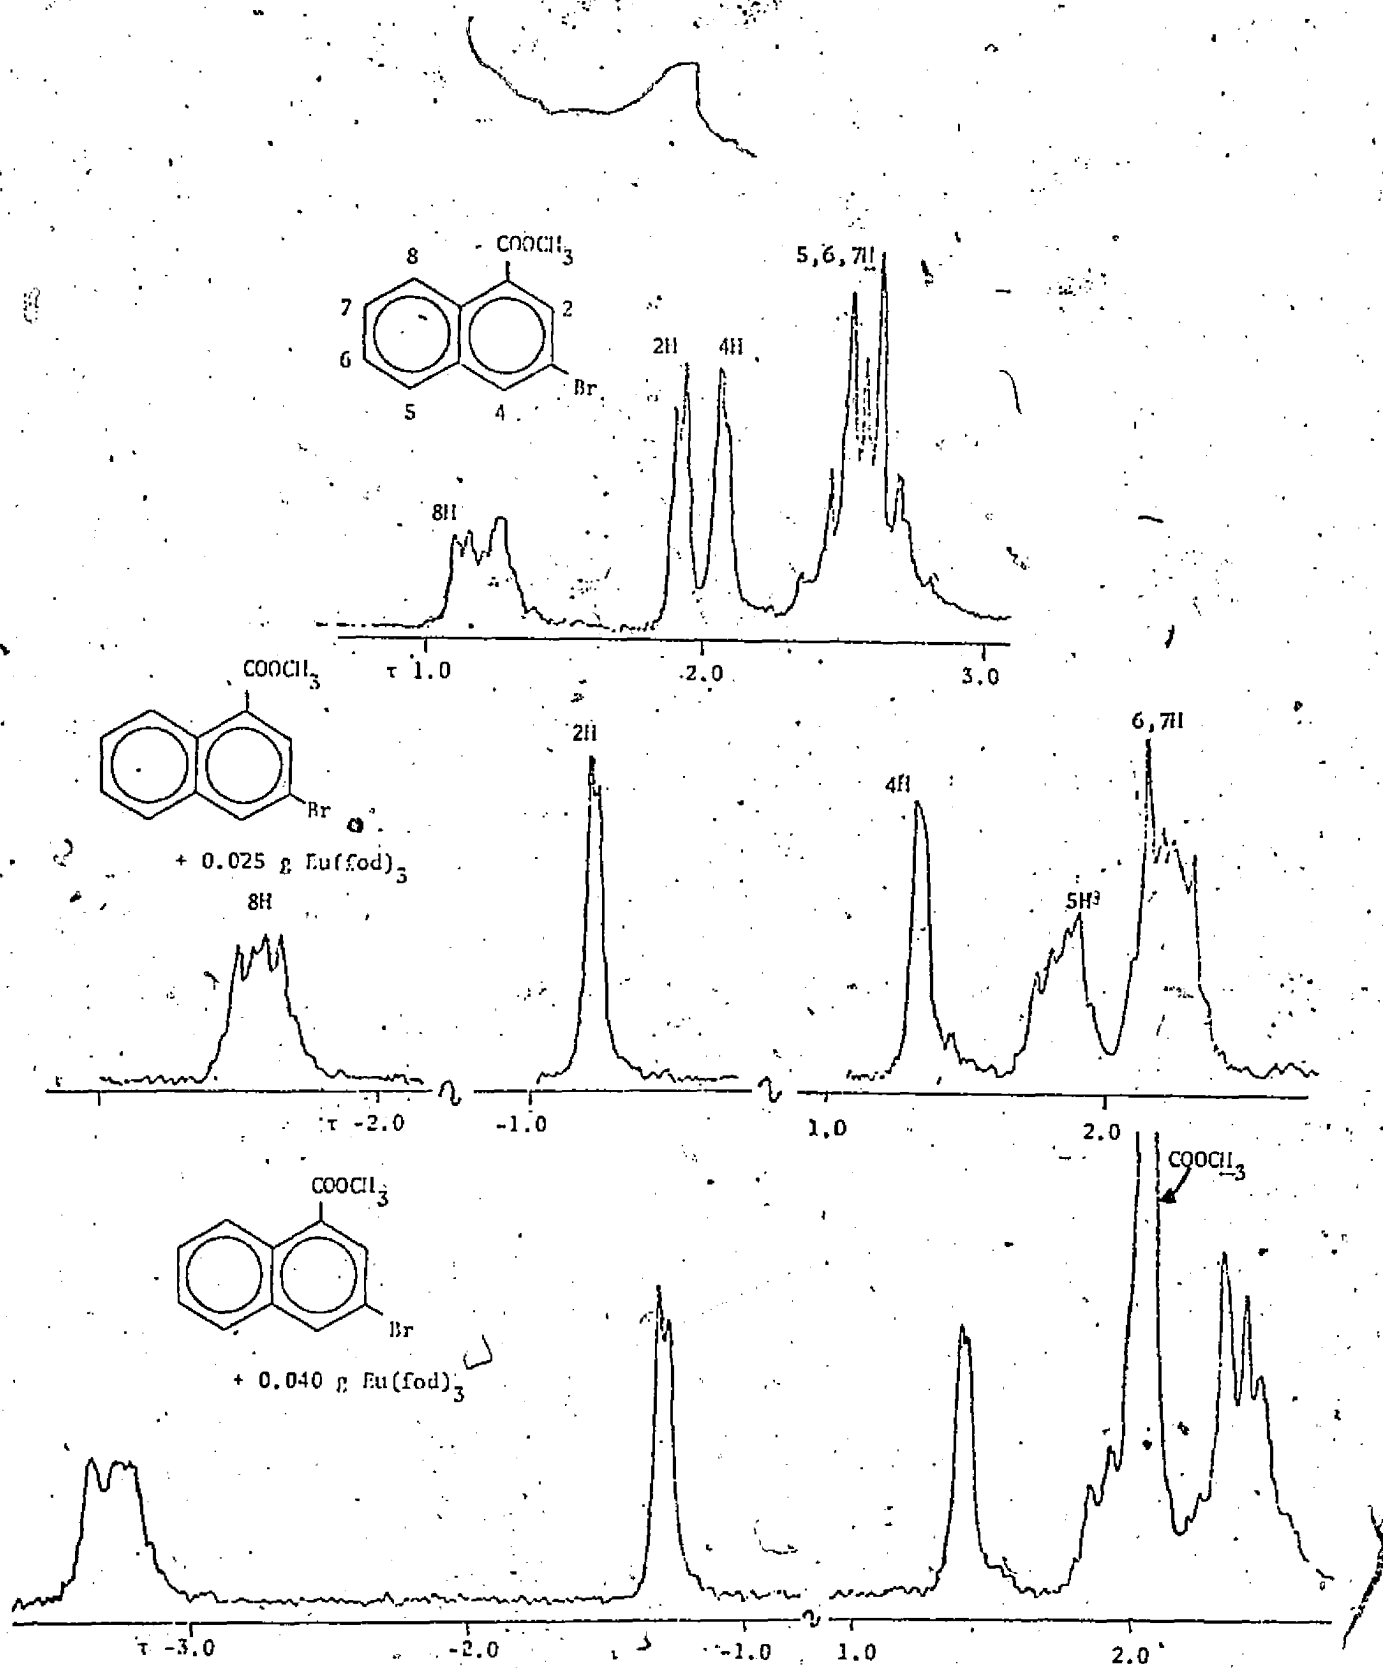 COOCH3
8
5,6,7H
7
2
2H
4H
6
Br
5
4
8H
τ 1.0
2.0
3.0
COOCH3
2H
6,7H
4H
Br
+ 0.025 g Eu(fod)3
8H
5H
τ -2.0
-1.0
1.0
2.0
COOCH3
COOCH3
Br
+ 0.040 g Eu(fod)3
τ -3.0
-2.0
-1.0
1.0
2.0